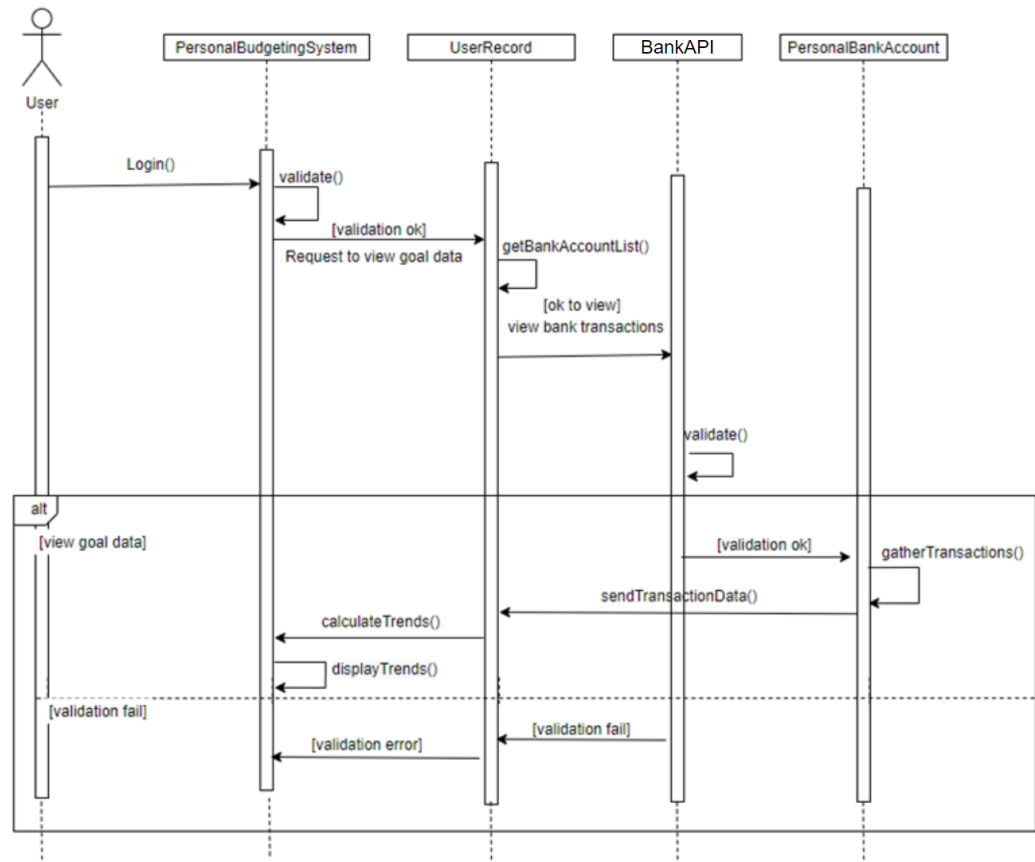 PersonalBudgetingSystem
UserRecord
BankAPI
PersonalBankAccount
User
Login()
validate()
[validation ok]
Request to view goal data
getBankAccountList()
[ok to view]
view bank transactions
validate()
alt
[view goal data]
[validation ok]
gatherTransactions()
sendTransactionData()
calculateTrends()
displayTrends()
[validation fail]
[validation fail]
[validation error]